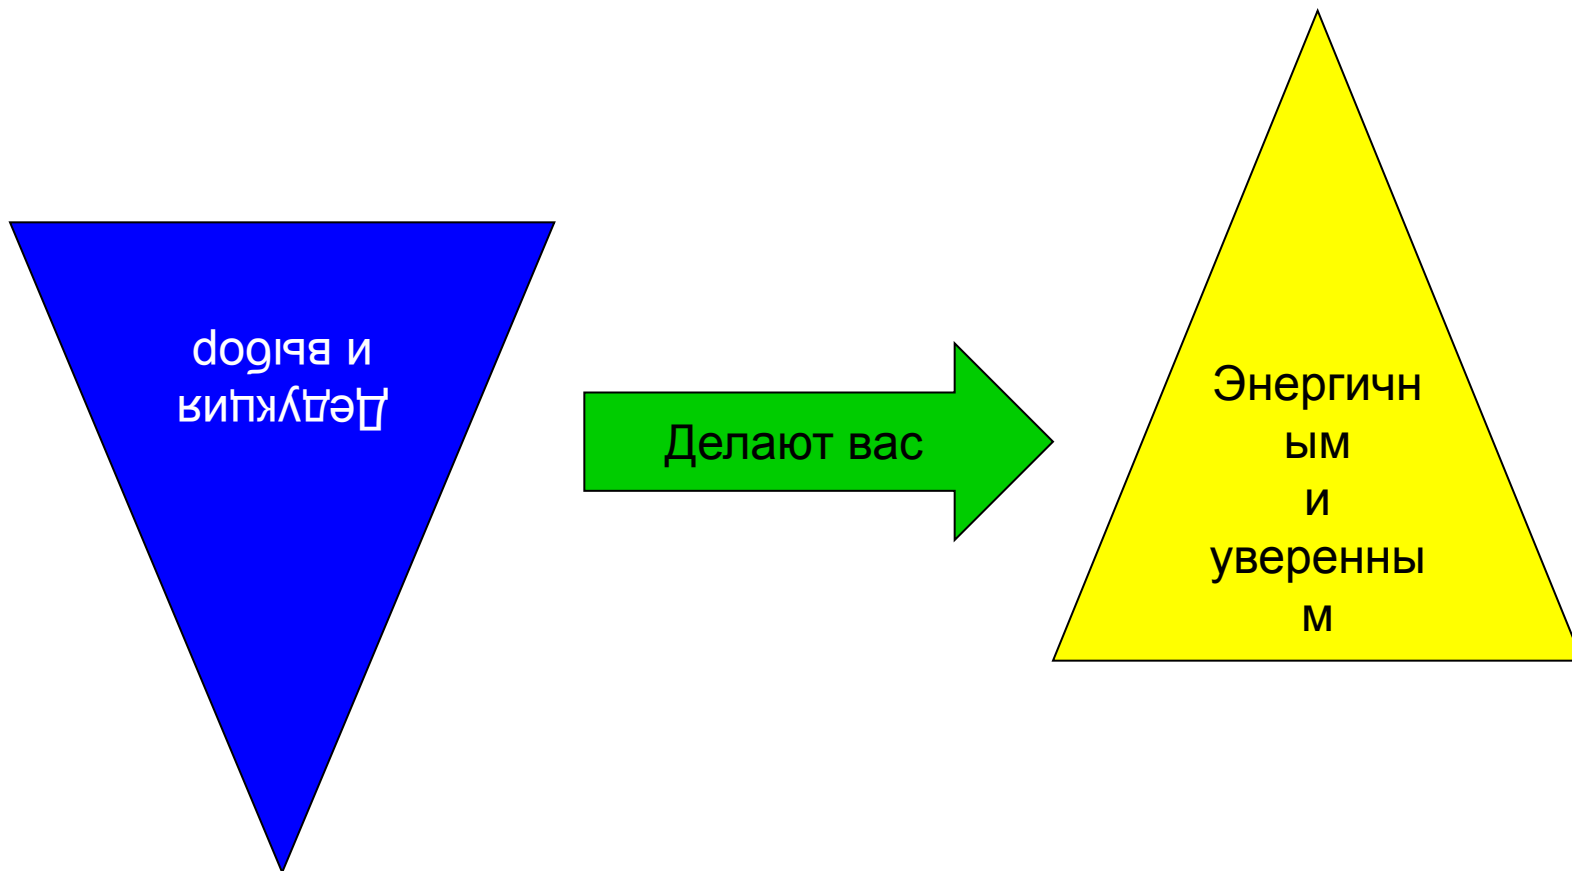 Дедукция
и выбор
Делают вас
Энергичн
ым
и
уверенны
м